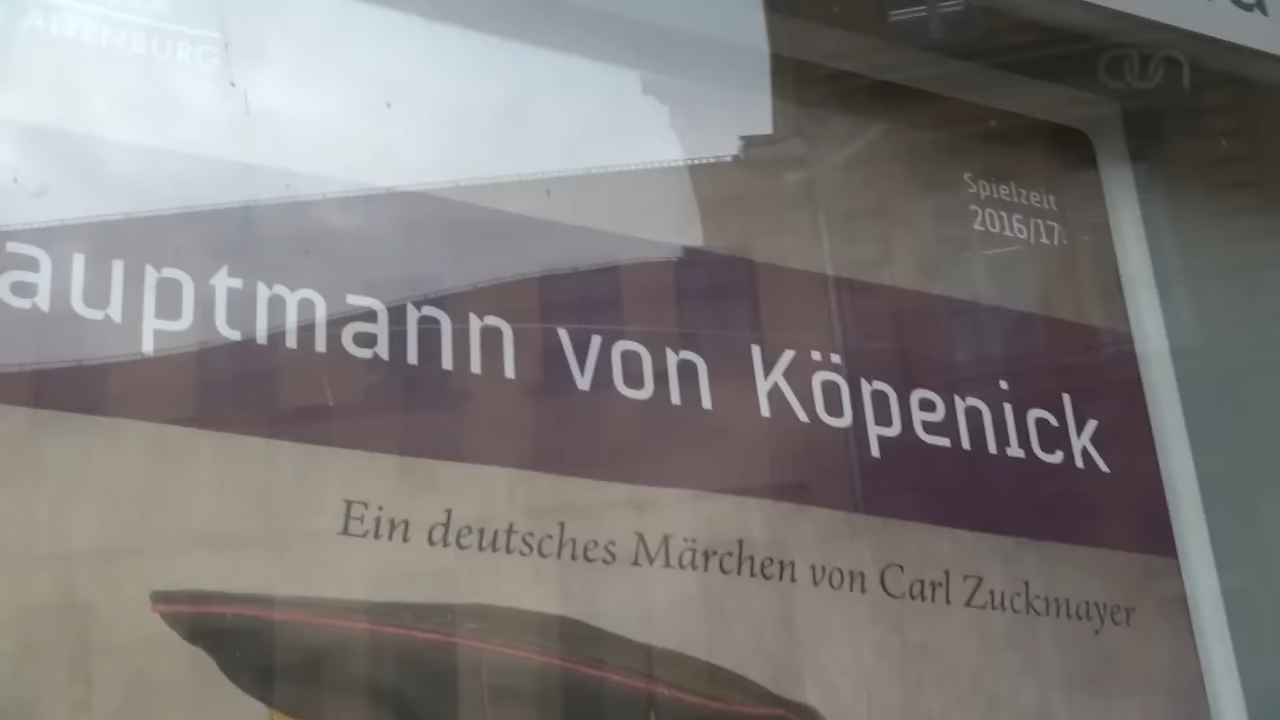 ALTENBURG
Spielzeit
2016/17
auptmann von Köpenick
Ein deutsches Märchen von Carl Zuckmayer